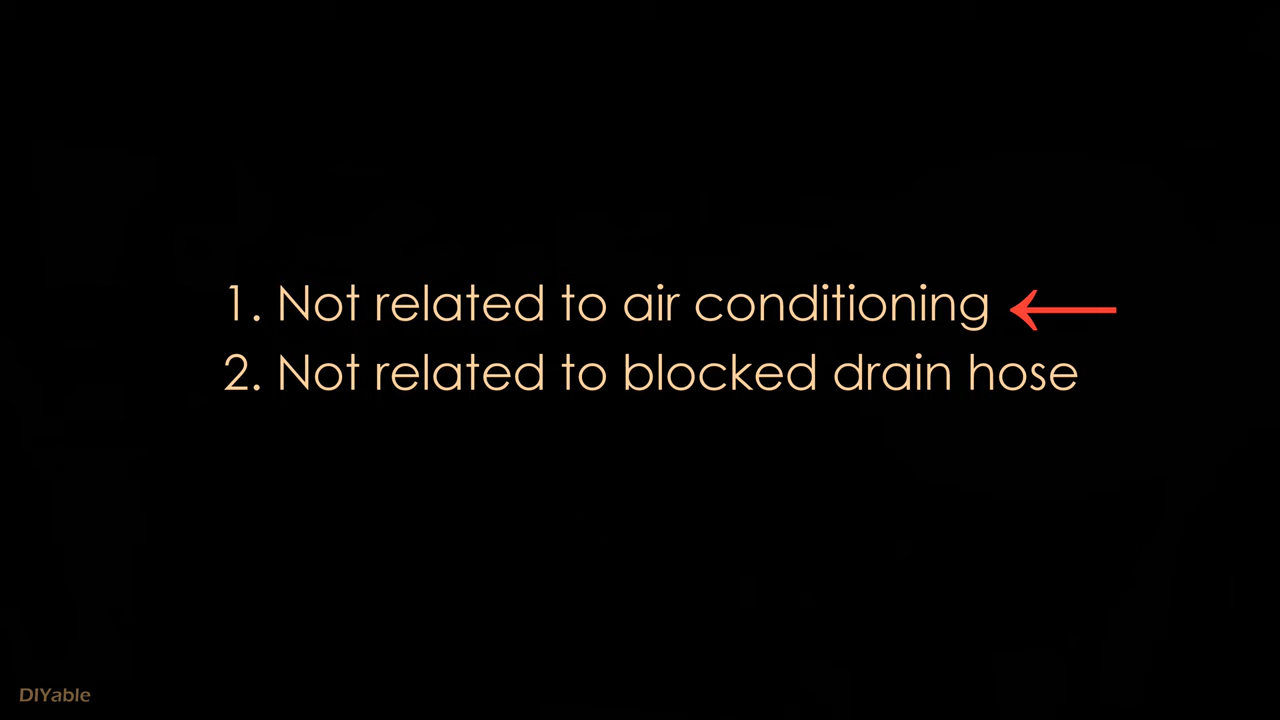 1. Not related to air conditioning
2. Not related to blocked drain hose
DIYable